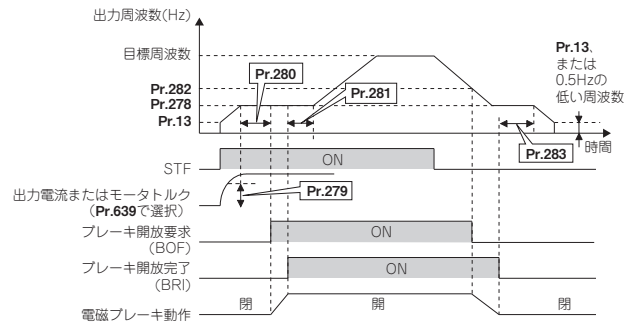 出力周波数(Hz)
目標周波数
Pr.280
Pr.13、
または
0.5Hzの
低い周波数
Pr.282
Pr.281
Pr.278
Pr.13
時間
Pr.283
STF
ON
出力電流またはモータトルク
(Pr.639で選択)
Pr.279
ブレーキ開放要求
(BOF)
ON
ブレーキ開放完了
(BRI)
ON
電磁ブレーキ動作
閉
開
閉